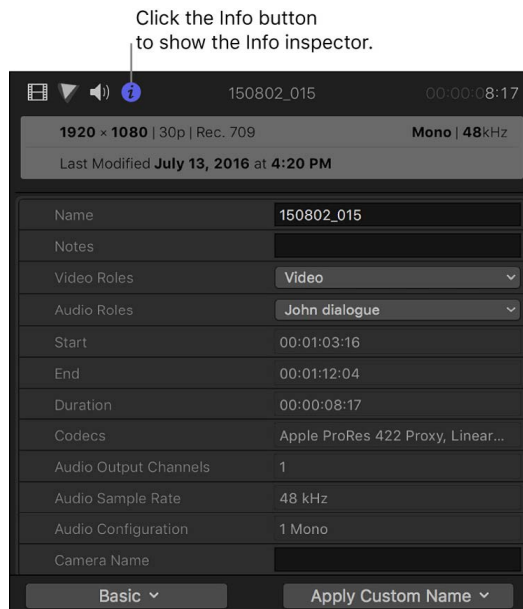 Click the Info button
to show the Info inspector.
150802_015 00:00:08:17
1920 × 1080 | 30p | Rec. 709 Mono | 48kHz
Last Modified July 13, 2016 at 4:20 PM
Name 150802_015
Notes
Video Roles Video
Audio Roles John dialogue
Start 00:01:03:16
End 00:01:12:04
Duration 00:00:08:17
Codecs Apple ProRes 422 Proxy, Linear...
Audio Output Channels 1
Audio Sample Rate 48 kHz
Audio Configuration 1 Mono
Camera Name
Basic Apply Custom Name